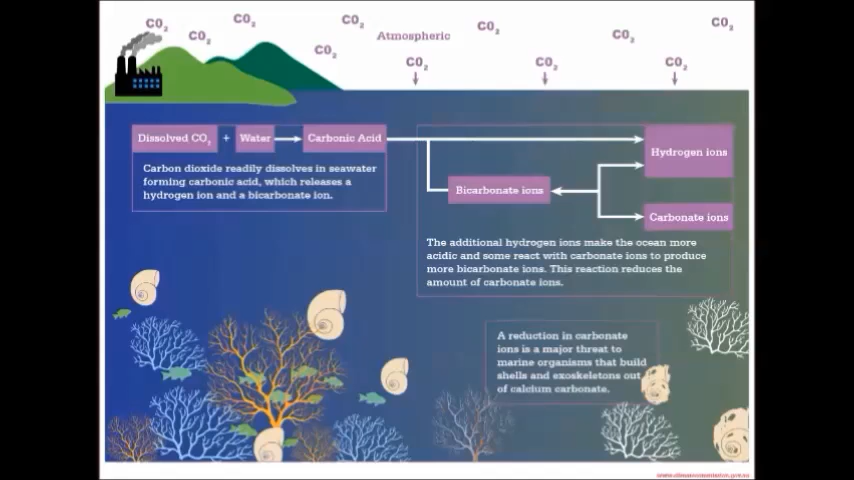 CO2
CO2
CO2
CO2
CO2
CO2
CO2
CO2
Atmospheric
CO2
CO2
CO2
Dissolved CO2 + Water Carbonic Acid
Hydrogen ions
Carbon dioxide readily dissolves in seawater
forming carbonic acid, which releases a
hydrogen ion and a bicarbonate ion.
Bicarbonate ions
Carbonate ions
The additional hydrogen ions make the ocean more
acidic and some react with carbonate ions to produce
more bicarbonate ions. This reaction reduces the
amount of carbonate ions.
A reduction in carbonate
ions is a major threat to
marine organisms that build
shells and exoskeletons out
of calcium carbonate.